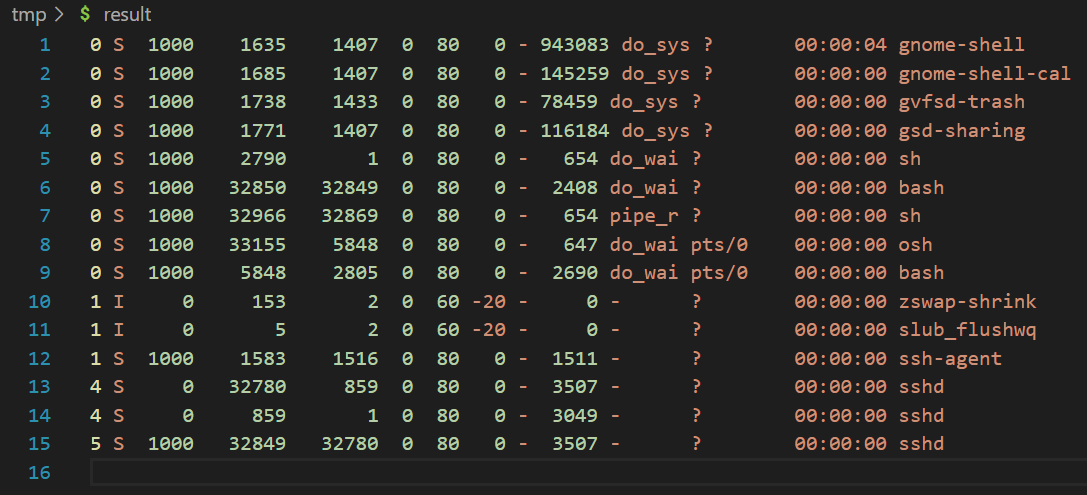 tmp > $ result
1 0 S 1000 1635 1407 0 80 0 - 943083 do_sys ? 00:00:04 gnome-shell
2 0 S 1000 1685 1407 0 80 0 - 145259 do_sys ? 00:00:00 gnome-shell-cal
3 0 S 1000 1738 1433 0 80 0 - 78459 do_sys ? 00:00:00 gvfsd-trash
4 0 S 1000 1771 1407 0 80 0 - 116184 do_sys ? 00:00:00 gsd-sharing
5 0 S 1000 2790 1 0 80 0 - 654 do_wai ? 00:00:00 sh
6 0 S 1000 32850 32849 0 80 0 - 2408 do_wai ? 00:00:00 bash
7 0 S 1000 32966 32869 0 80 0 - 654 pipe_r ? 00:00:00 sh
8 0 S 1000 33155 5848 0 80 0 - 647 do_wai pts/0 00:00:00 osh
9 0 S 1000 5848 2805 0 80 0 - 2690 do_wai pts/0 00:00:00 bash
10 1 I 0 153 2 0 60 -20 - 0 - ? 00:00:00 zswap-shrink
11 1 I 0 5 2 0 60 -20 - 0 - ? 00:00:00 slub_flushwq
12 1 S 1000 1583 1516 0 80 0 - 1511 - ? 00:00:00 ssh-agent
13 4 S 0 32780 859 0 80 0 - 3507 - ? 00:00:00 sshd
14 4 S 0 859 1 0 80 0 - 3049 - ? 00:00:00 sshd
15 5 S 1000 32849 32780 0 80 0 - 3507 - ? 00:00:00 sshd
16